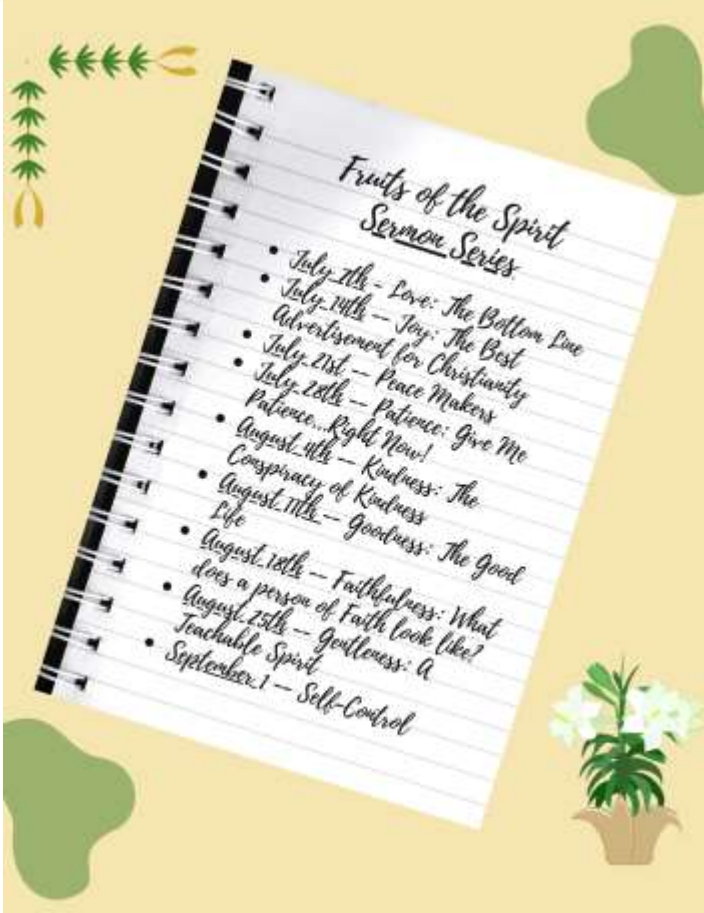 Fruits of the Spirit
Sermon Series
• July 7th - Love: The Bottom Line
• July 14th -- Joy: The Best
Advertisement for Christianity
• July 21st -- Peace Makers
• July 28th -- Patience: Give Me
Patience...Right Now!
• August 4th -- Kindness: The
Conspiracy of Kindness
• August 11th -- Goodness: The Good
Life
• August 18th -- Faithfulness: What
does a person of Faith look like?
• August 25th -- Gentleness: A
Teachable Spirit
• September 1 -- Self-Control